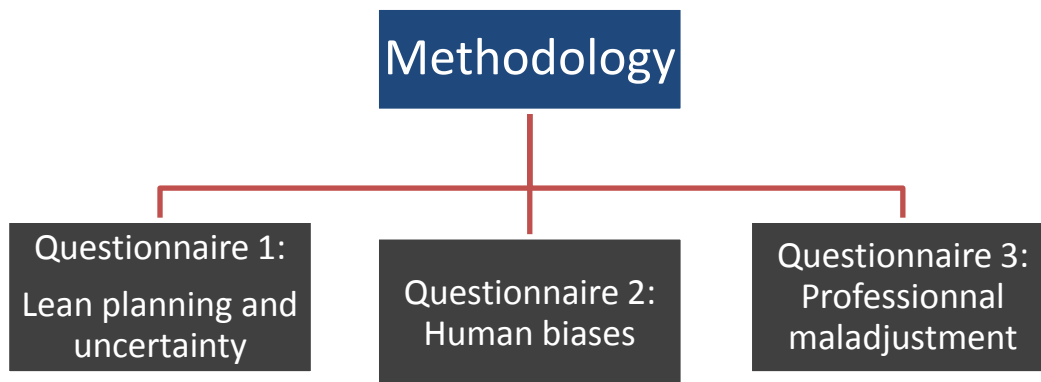 Methodology
Questionnaire 1:
Lean planning and
uncertainty
Questionnaire 2:
Human biases
Questionnaire 3:
Professionnal
maladjustment